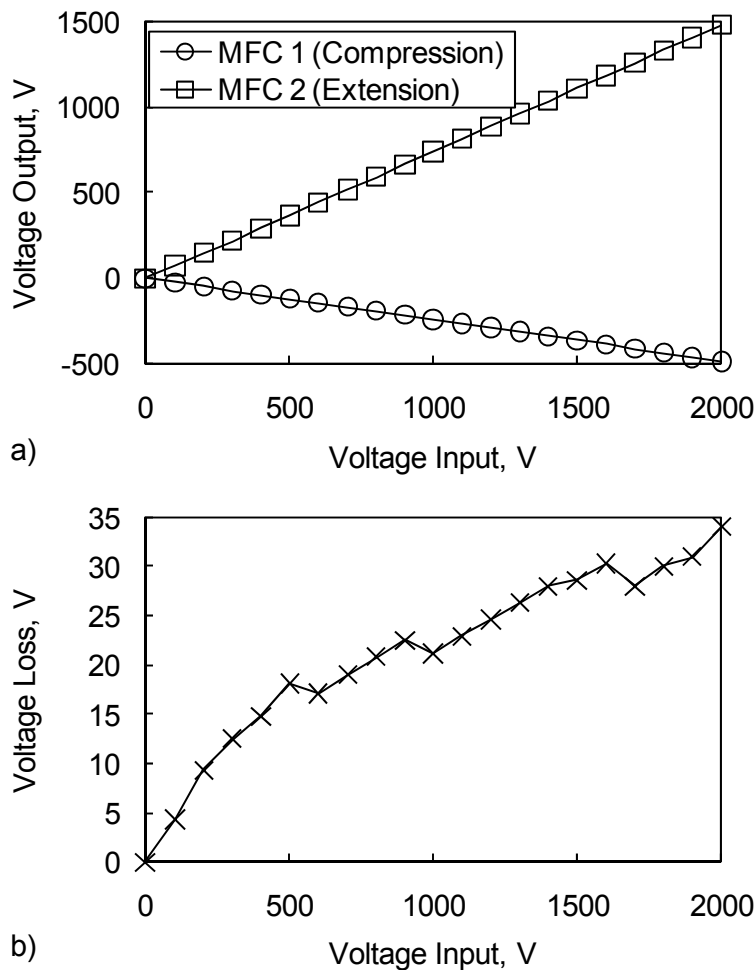 1500
1000
500
0
-500
Voltage Output, V
MFC 1 (Compression)
MFC 2 (Extension)
0 500 1000 1500 2000
Voltage Input, V
a)
35
30
25
20
15
10
5
0
Voltage Loss, V
0 500 1000 1500 2000
Voltage Input, V
b)